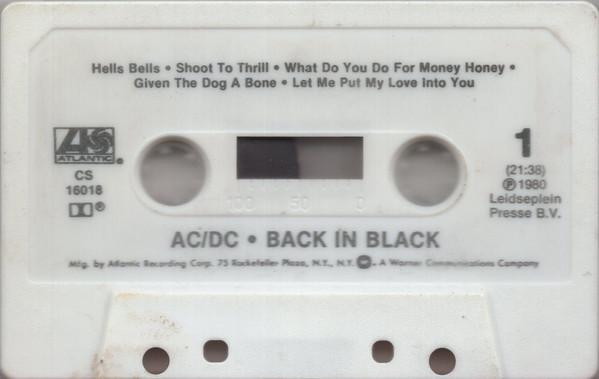 Hells Bells • Shoot To Thrill • What Do You Do For Money Honey •
Given The Dog A Bone • Let Me Put My Love Into You
ATLANTIC®
CS
16018
1
(21:38)
℗ 1980
Leidseplein
Presse B.V.
100 50 0
AC/DC • BACK IN BLACK
Mfg. by Atlantic Recording Corp. 75 Rockefeller Plaza, N.Y., N.Y. A Warner Communications Company